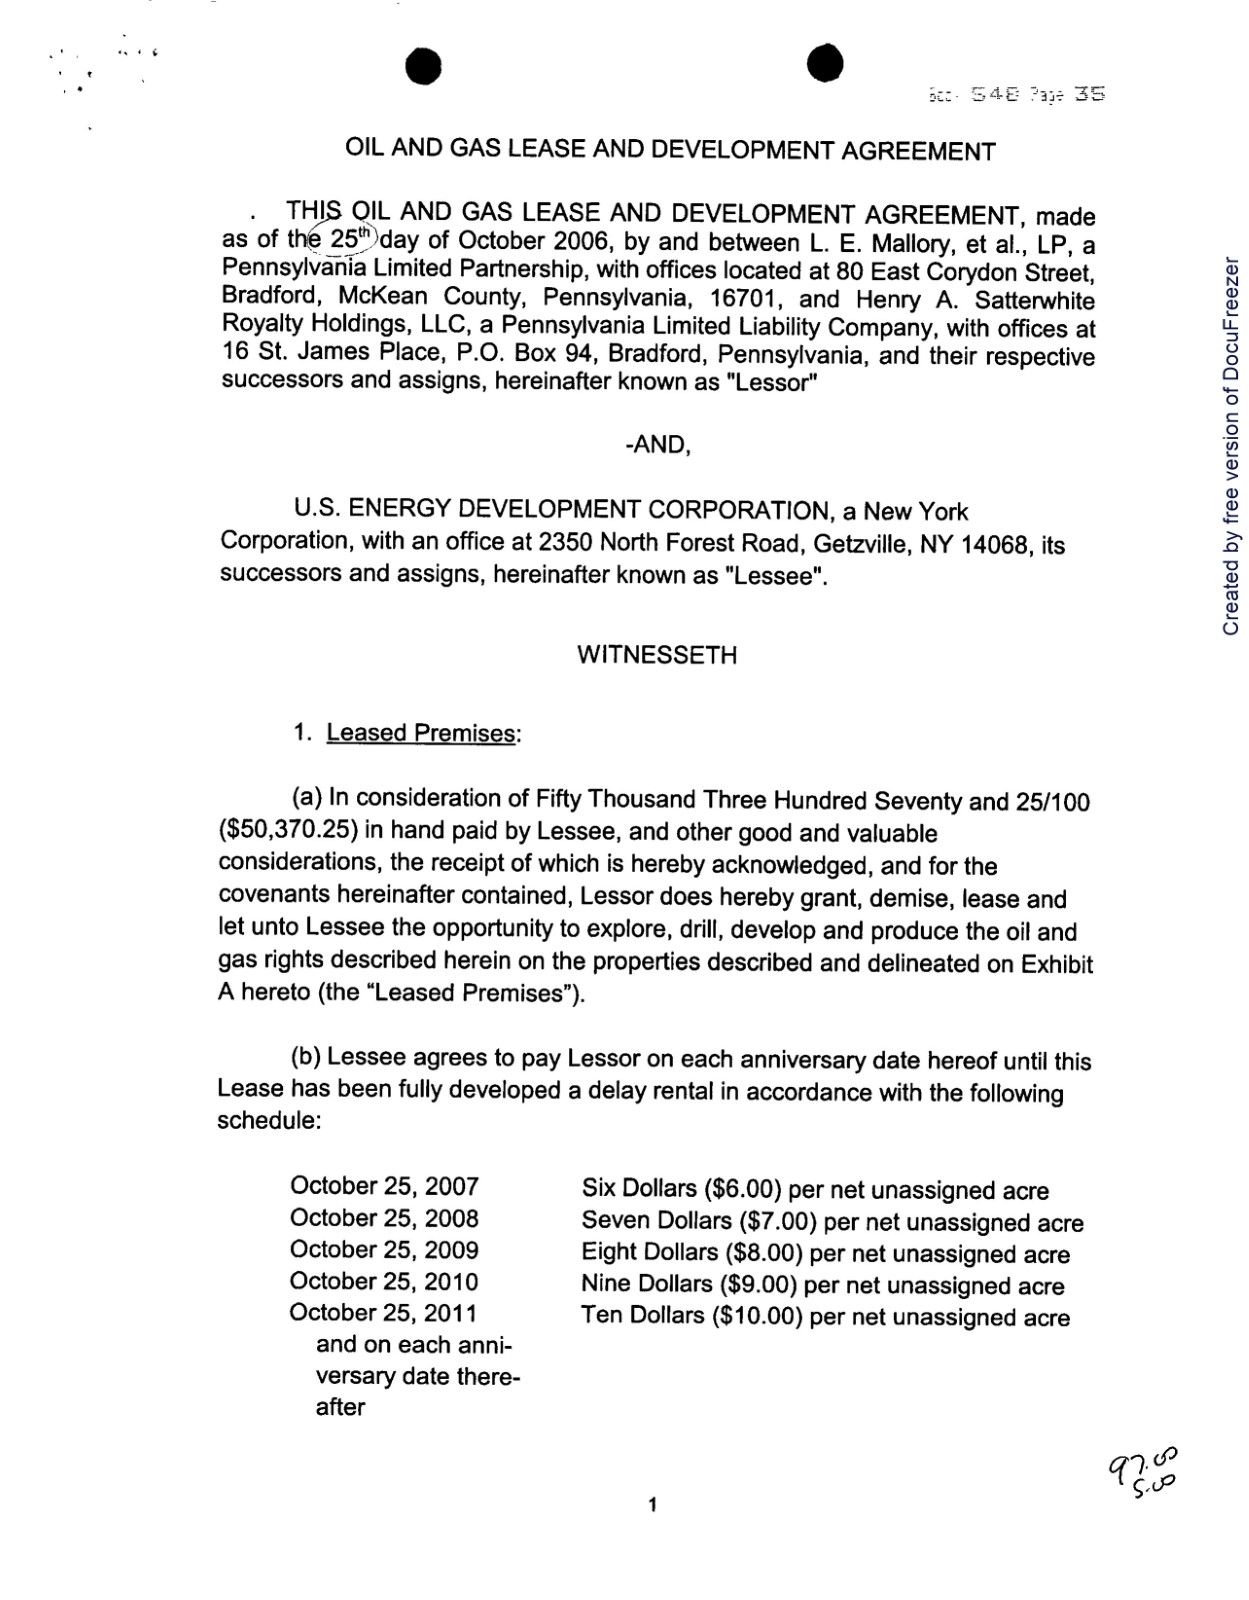 548 Page 35
OIL AND GAS LEASE AND DEVELOPMENT AGREEMENT
THIS OIL AND GAS LEASE AND DEVELOPMENT AGREEMENT, made
as of the 25th day of October 2006, by and between L. E. Mallory, et al., LP, a
Pennsylvania Limited Partnership, with offices located at 80 East Corydon Street,
Bradford, McKean County, Pennsylvania, 16701, and Henry A. Satterwhite
Royalty Holdings, LLC, a Pennsylvania Limited Liability Company, with offices at
16 St. James Place, P.O. Box 94, Bradford, Pennsylvania, and their respective
successors and assigns, hereinafter known as "Lessor"
-AND,
U.S. ENERGY DEVELOPMENT CORPORATION, a New York
Corporation, with an office at 2350 North Forest Road, Getzville, NY 14068, its
successors and assigns, hereinafter known as "Lessee".
WITNESSETH
1. Leased Premises:
(a) In consideration of Fifty Thousand Three Hundred Seventy and 25/100
($50,370.25) in hand paid by Lessee, and other good and valuable
considerations, the receipt of which is hereby acknowledged, and for the
covenants hereinafter contained, Lessor does hereby grant, demise, lease and
let unto Lessee the opportunity to explore, drill, develop and produce the oil and
gas rights described herein on the properties described and delineated on Exhibit
A hereto (the “Leased Premises”).
(b) Lessee agrees to pay Lessor on each anniversary date hereof until this
Lease has been fully developed a delay rental in accordance with the following
schedule:
October 25, 2007 Six Dollars ($6.00) per net unassigned acre
October 25, 2008 Seven Dollars ($7.00) per net unassigned acre
October 25, 2009 Eight Dollars ($8.00) per net unassigned acre
October 25, 2010 Nine Dollars ($9.00) per net unassigned acre
October 25, 2011 Ten Dollars ($10.00) per net unassigned acre
and on each anni-
versary date there-
after
97.00
5.00
1
Created by free version of DocuFreezer